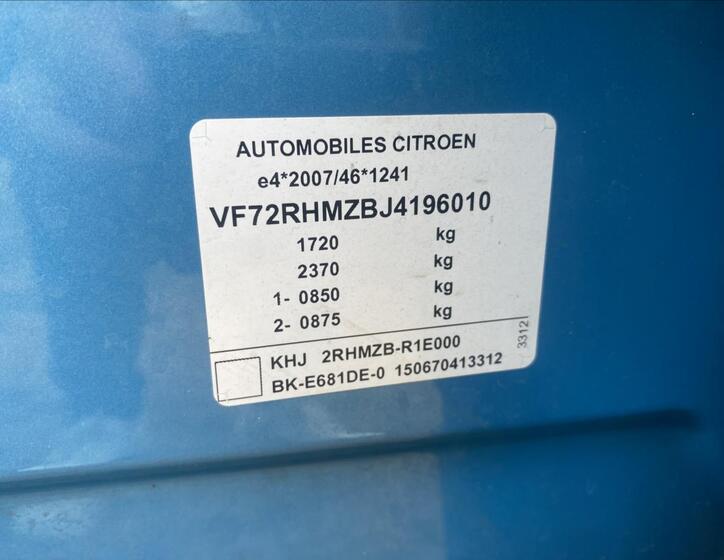 AUTOMOBILES CITROEN
e4*2007/46*1241
VF72RHMZBJ4196010
1720 kg
2370 kg
1- 0850 kg
2- 0875 kg
3312
KHJ 2RHMZB-R1E000
BK-E681DE-0 150670413312